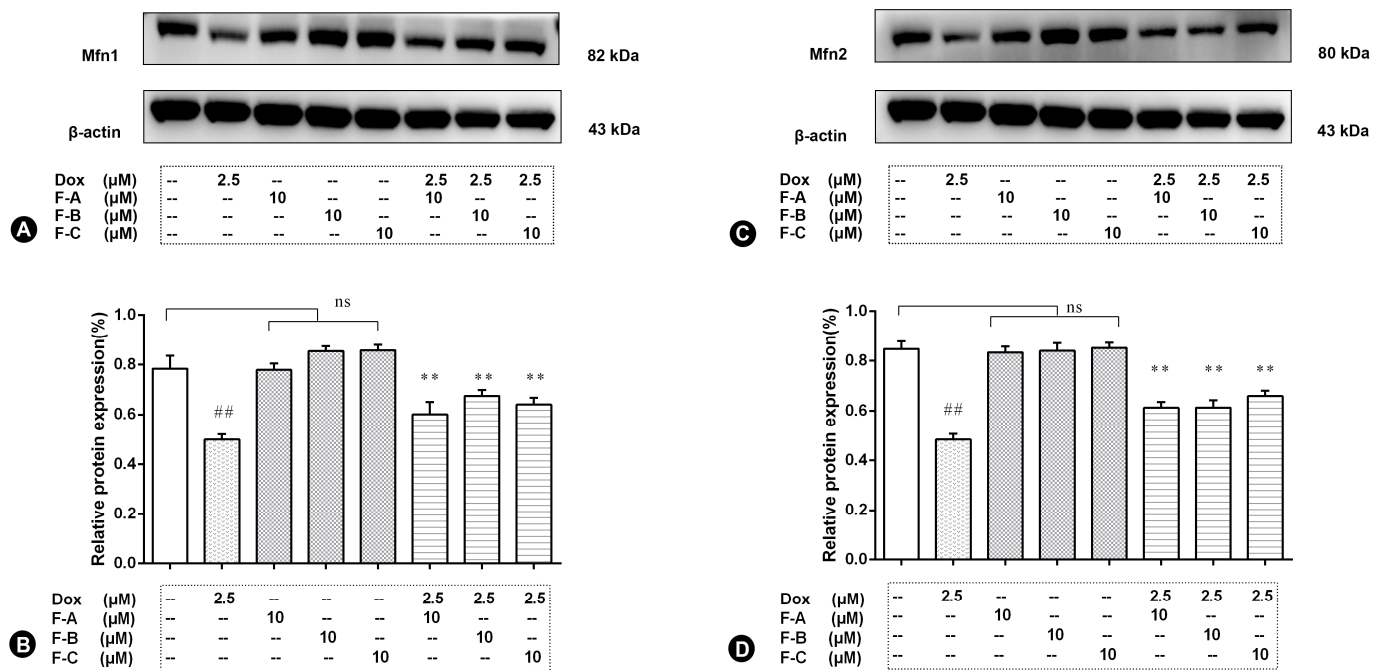 Mfn1 82 kDa
β-actin 43 kDa
Dox (μM) -- 2.5 -- -- -- 2.5 2.5 2.5
F-A (μM) -- -- 10 -- -- 10 -- --
F-B (μM) -- -- -- 10 -- -- 10 --
F-C (μM) -- -- -- -- 10 -- -- 10
A
Mfn2 80 kDa
β-actin 43 kDa
Dox (μM) -- 2.5 -- -- -- 2.5 2.5 2.5
F-A (μM) -- -- 10 -- -- 10 -- --
F-B (μM) -- -- -- 10 -- -- 10 --
F-C (μM) -- -- -- -- 10 -- -- 10
C
Relative protein expression(%)
1.0
0.8
0.6
0.4
0.2
0.0
ns
##
** ** **
Dox (μM) -- 2.5 -- -- -- 2.5 2.5 2.5
F-A (μM) -- -- 10 -- -- 10 -- --
F-B (μM) -- -- -- 10 -- -- 10 --
F-C (μM) -- -- -- -- 10 -- -- 10
B
Relative protein expression(%)
1.0
0.8
0.6
0.4
0.2
0.0
ns
##
** ** **
Dox (μM) -- 2.5 -- -- -- 2.5 2.5 2.5
F-A (μM) -- -- 10 -- -- 10 -- --
F-B (μM) -- -- -- 10 -- -- 10 --
F-C (μM) -- -- -- -- 10 -- -- 10
D